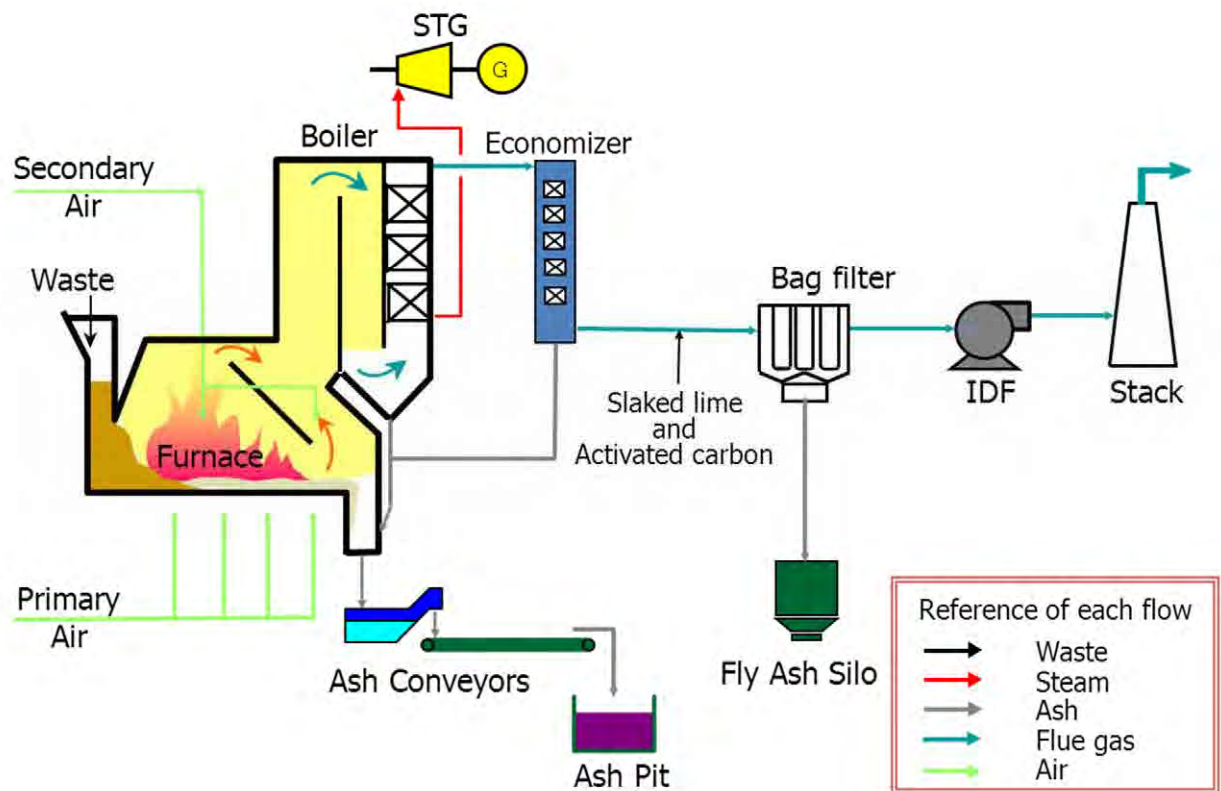 STG
G
Boiler
Economizer
Secondary
Air
Waste
Bag filter
Furnace
Slaked lime
and
Activated carbon
IDF
Stack
Primary
Air
Ash Conveyors
Fly Ash Silo
Ash Pit
Reference of each flow
Waste
Steam
Ash
Flue gas
Air